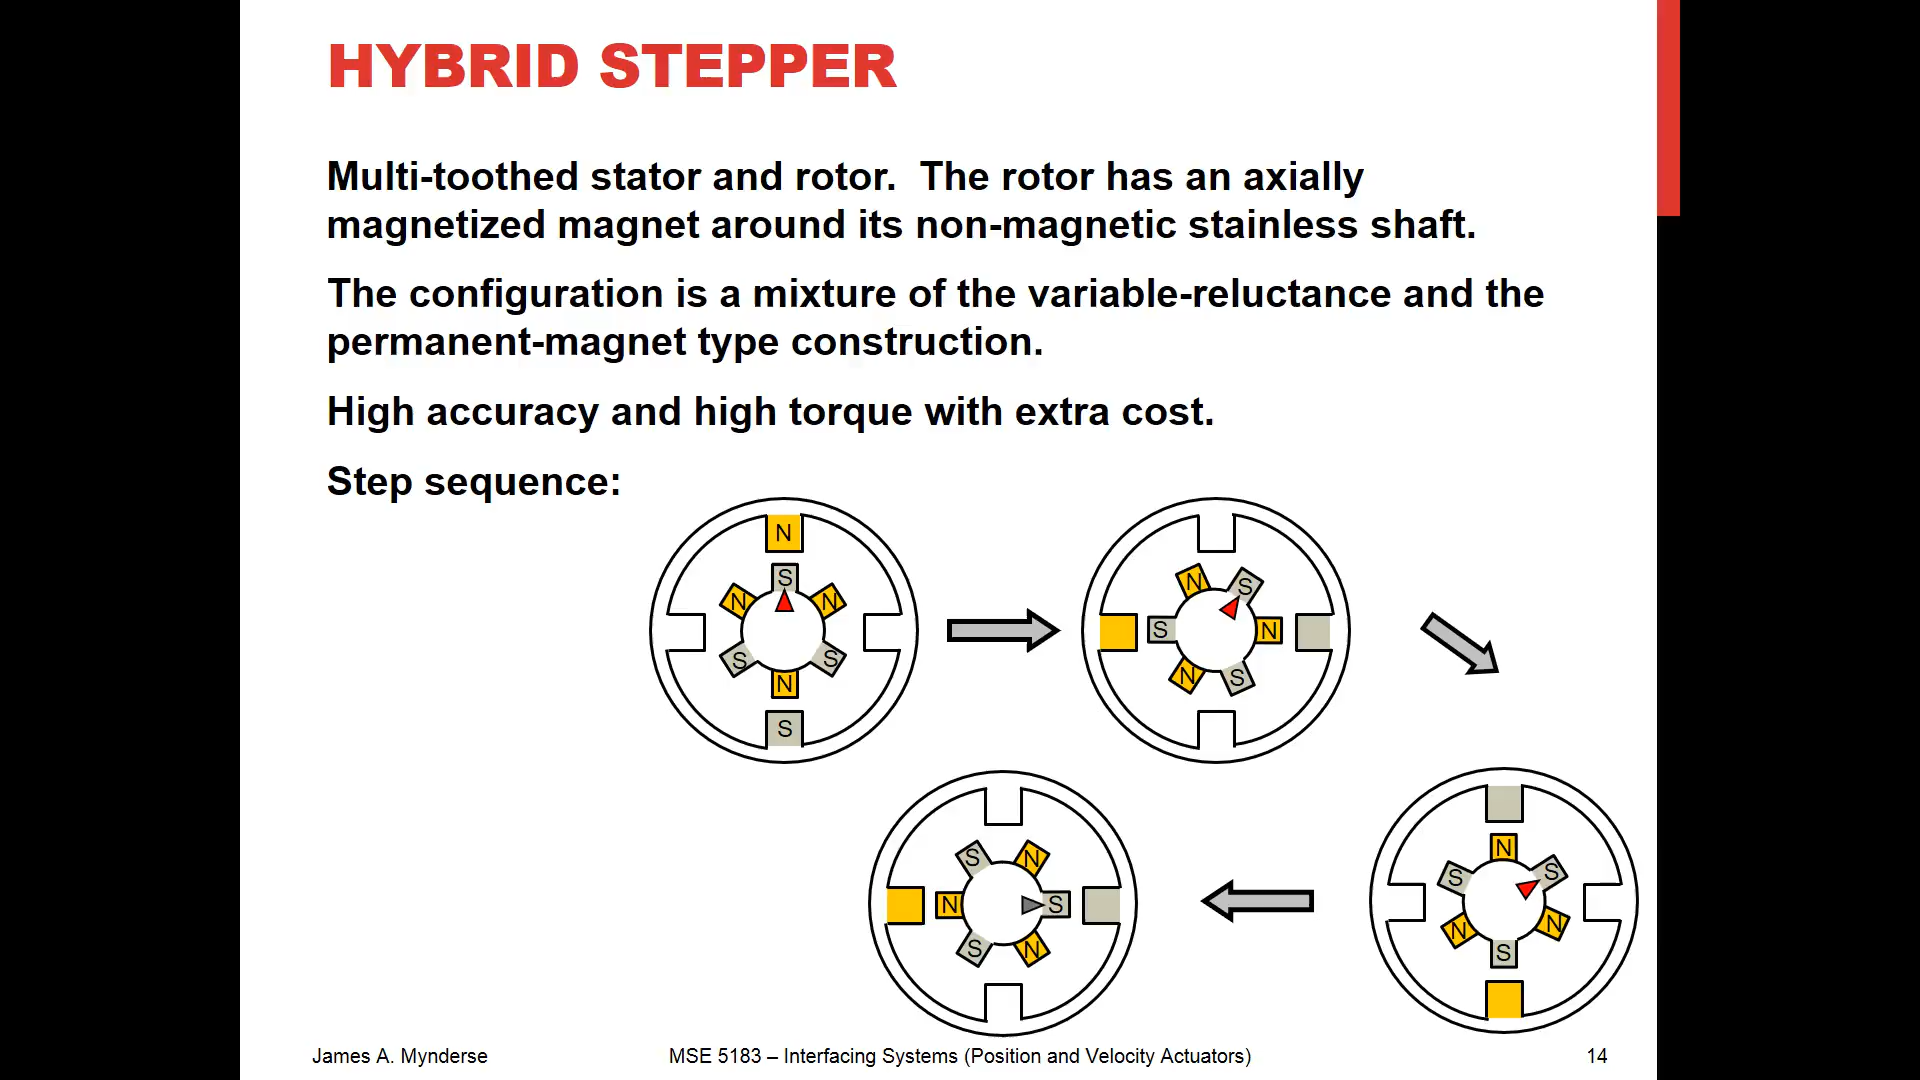 HYBRID STEPPER
Multi-toothed stator and rotor.  The rotor has an axially
magnetized magnet around its non-magnetic stainless shaft.
The configuration is a mixture of the variable-reluctance and the
permanent-magnet type construction.
High accuracy and high torque with extra cost.
Step sequence:
N
S
N N
S S
N
S
N S
S N
N S
N
S S
N N
S
S N
N S
S N
James A. Mynderse
MSE 5183 – Interfacing Systems (Position and Velocity Actuators)
14